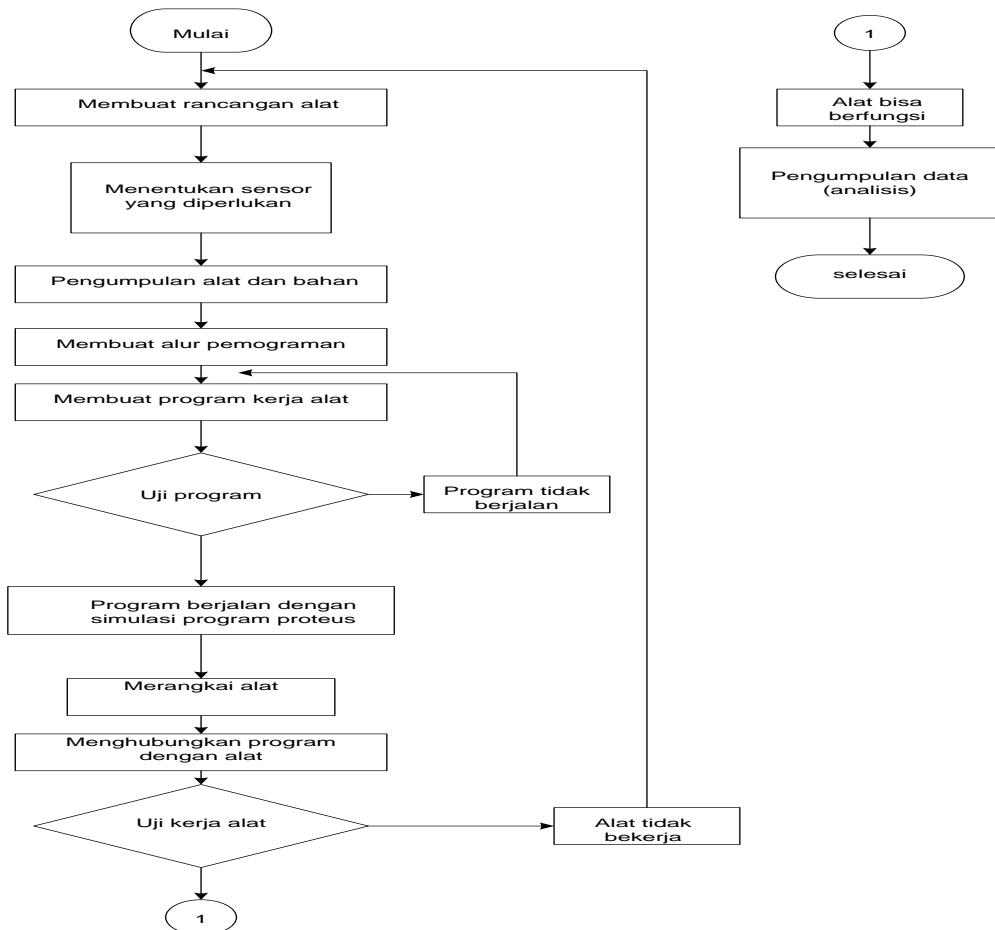 Mulai
Membuat rancangan alat
Menentukan sensor
yang diperlukan
Pengumpulan alat dan bahan
Membuat alur pemograman
Membuat program kerja alat
Uji program
Program tidak
berjalan
Program berjalan dengan
simulasi program proteus
Merangkai alat
Menghubungkan program
dengan alat
Uji kerja alat
Alat tidak
bekerja
1
1
Alat bisa
berfungsi
Pengumpulan data
(analisis)
selesai